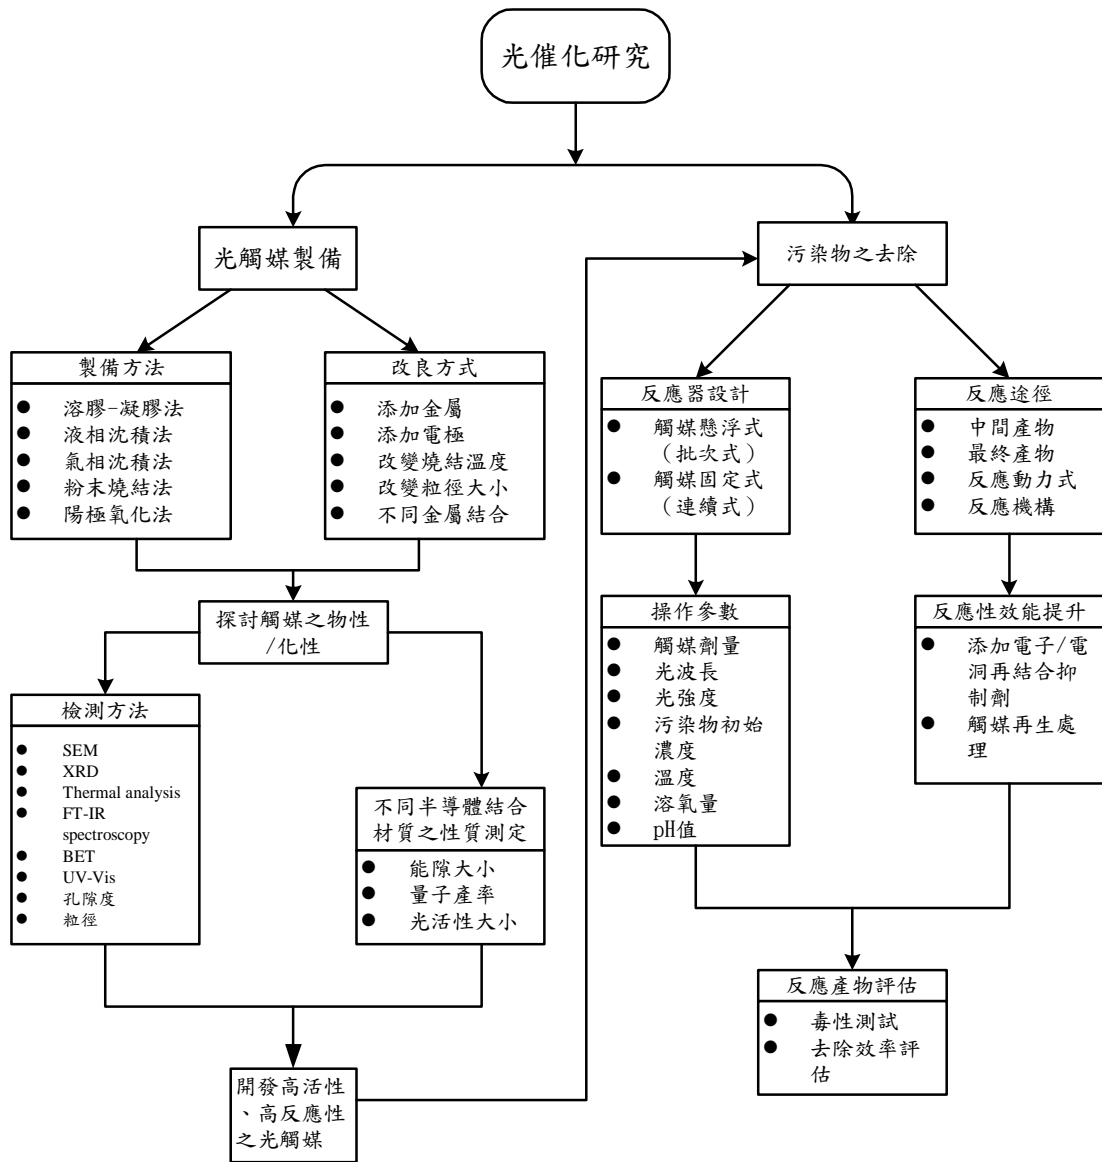 光催化研究
光觸媒製備
污染物之去除
製備方法
溶膠-凝膠法
液相沈積法
氣相沈積法
粉末燒結法
陽極氧化法
改良方式
添加金屬
添加電極
改變燒結溫度
改變粒徑大小
不同金屬結合
探討觸媒之物性
/化性
檢測方法
SEM
XRD
Thermal analysis
FT-IR
spectroscopy
BET
UV-Vis
孔隙度
粒徑
不同半導體結合
材質之性質測定
能隙大小
量子產率
光活性大小
開發高活性
、高反應性
之光觸媒
反應器設計
觸媒懸浮式
（批次式）
觸媒固定式
（連續式）
反應途徑
中間產物
最終產物
反應動力式
反應機構
操作參數
觸媒劑量
光波長
光強度
污染物初始
濃度
溫度
溶氧量
pH值
反應性效能提升
添加電子/電
洞再結合抑
制劑
觸媒再生處
理
反應產物評估
毒性測試
去除效率評
估